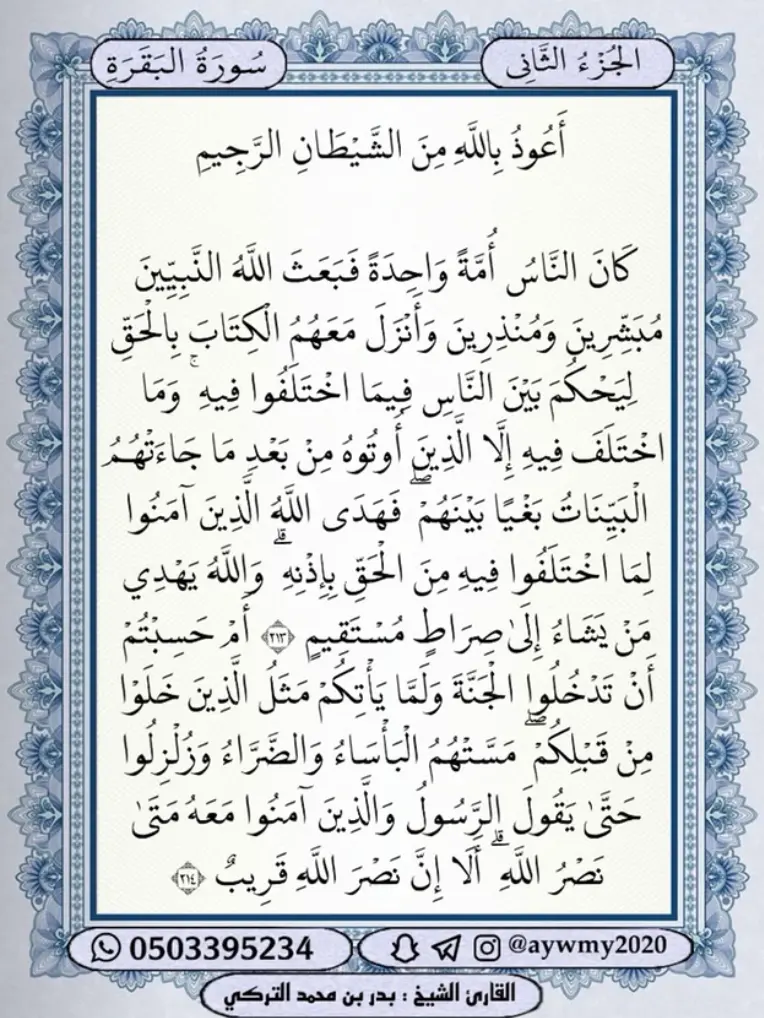 الجُزْءُ الثَّانِى
سُورَةُ البَقَرَةِ
أَعُوذُ بِاللَّهِ مِنَ الشَّيْطَانِ الرَّجِيمِ
كَانَ النَّاسُ أُمَّةً وَاحِدَةً فَبَعَثَ اللَّهُ النَّبِيِّينَ
مُبَشِّرِينَ وَمُنْذِرِينَ وَأَنْزَلَ مَعَهُمُ الْكِتَابَ بِالْحَقِّ
لِيَحْكُمَ بَيْنَ النَّاسِ فِيمَا اخْتَلَفُوا فِيهِ ۚ وَمَا
اخْتَلَفَ فِيهِ إِلَّا الَّذِينَ أُوتُوهُ مِنْ بَعْدِ مَا جَاءَتْهُمُ
الْبَيِّنَاتُ بَغْيًا بَيْنَهُمْ ۖ فَهَدَى اللَّهُ الَّذِينَ آمَنُوا
لِمَا اخْتَلَفُوا فِيهِ مِنَ الْحَقِّ بِإِذْنِهِ ۗ وَاللَّهُ يَهْدِي
مَنْ يَشَاءُ إِلَىٰ صِرَاطٍ مُسْتَقِيمٍ ﴿٢١٣﴾ أَمْ حَسِبْتُمْ
أَنْ تَدْخُلُوا الْجَنَّةَ وَلَمَّا يَأْتِكُمْ مَثَلُ الَّذِينَ خَلَوْا
مِنْ قَبْلِكُمْ ۖ مَسَّتْهُمُ الْبَأْسَاءُ وَالضَّرَّاءُ وَزُلْزِلُوا
حَتَّىٰ يَقُولَ الرَّسُولُ وَالَّذِينَ آمَنُوا مَعَهُ مَتَىٰ
نَصْرُ اللَّهِ ۗ أَلَا إِنَّ نَصْرَ اللَّهِ قَرِيبٌ ﴿٢١٤﴾
@aywmy2020
0503395234
القارئ الشيخ : بدر بن محمد التركي